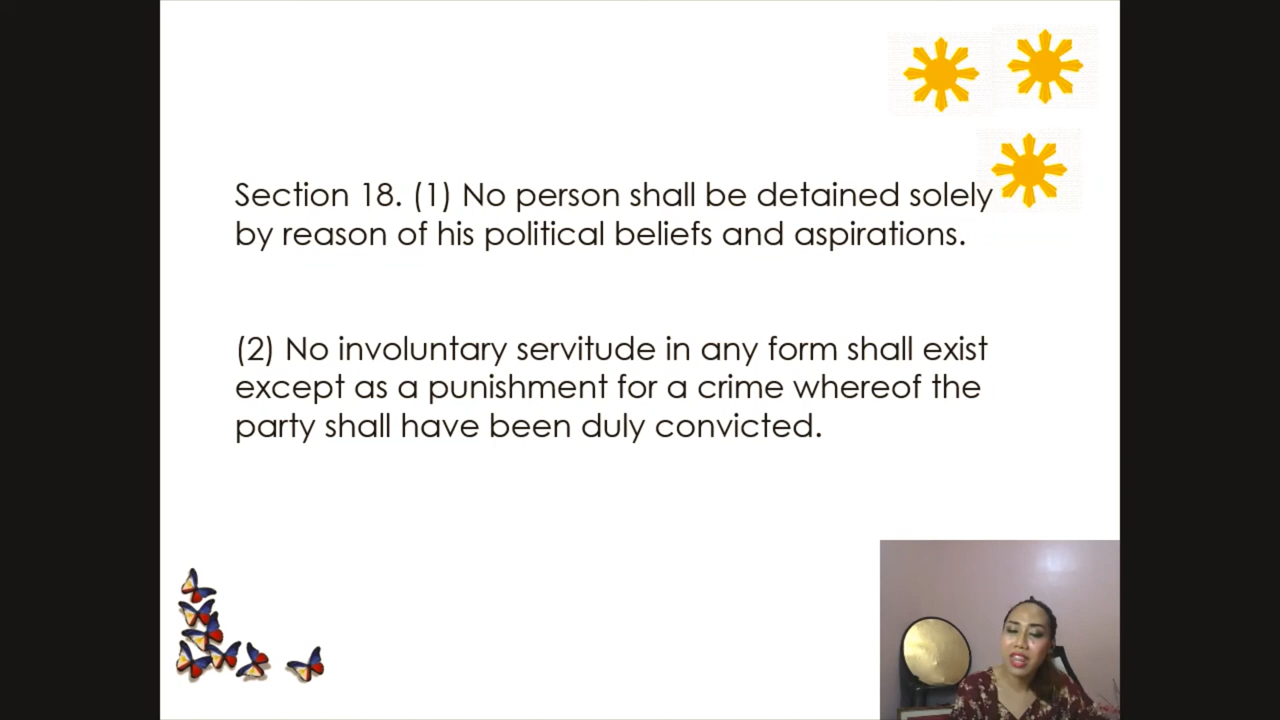 Section 18. (1) No person shall be detained solely
by reason of his political beliefs and aspirations.
(2) No involuntary servitude in any form shall exist
except as a punishment for a crime whereof the
party shall have been duly convicted.